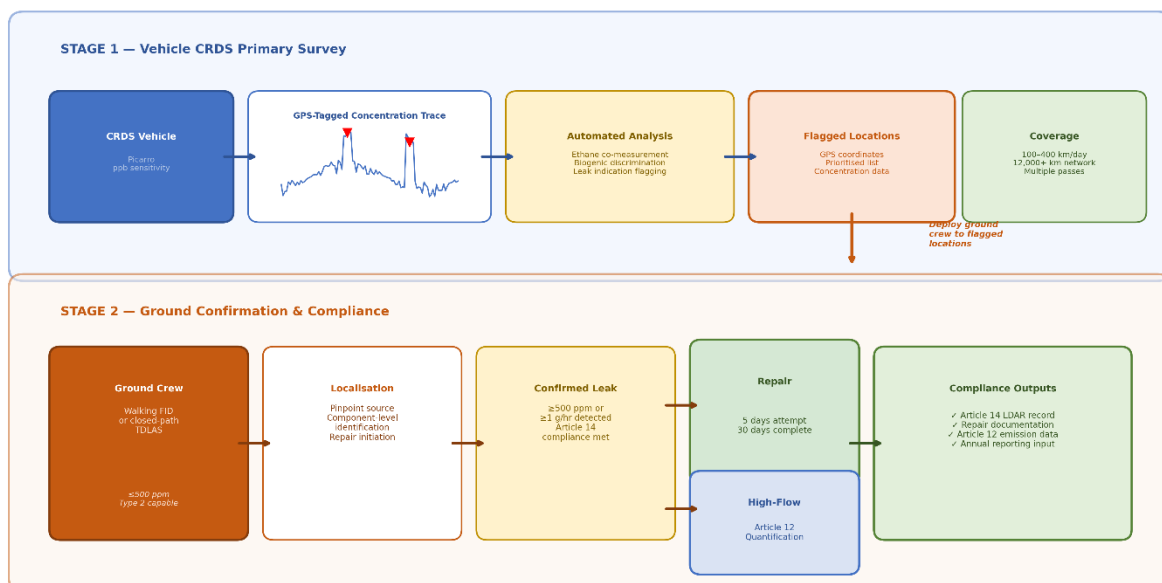 STAGE 1 — Vehicle CRDS Primary Survey
CRDS Vehicle
Picarro
ppb sensitivity
GPS-Tagged Concentration Trace
Automated Analysis
Ethane co-measurement
Biogenic discrimination
Leak indication flagging
Flagged Locations
GPS coordinates
Prioritised list
Concentration data
Coverage
100–400 km/day
12,000+ km network
Multiple passes
Deploy ground
crew to flagged
locations
STAGE 2 — Ground Confirmation & Compliance
Ground Crew
Walking FID
or closed-path
TDLAS
≤500 ppm
Type 2 capable
Localisation
Pinpoint source
Component-level
identification
Repair initiation
Confirmed Leak
≥500 ppm or
≥1 g/hr detected
Article 14
compliance met
Repair
5 days attempt
30 days complete
High-Flow
Article 12
Quantification
Compliance Outputs
✓ Article 14 LDAR record
✓ Repair documentation
✓ Article 12 emission data
✓ Annual reporting input